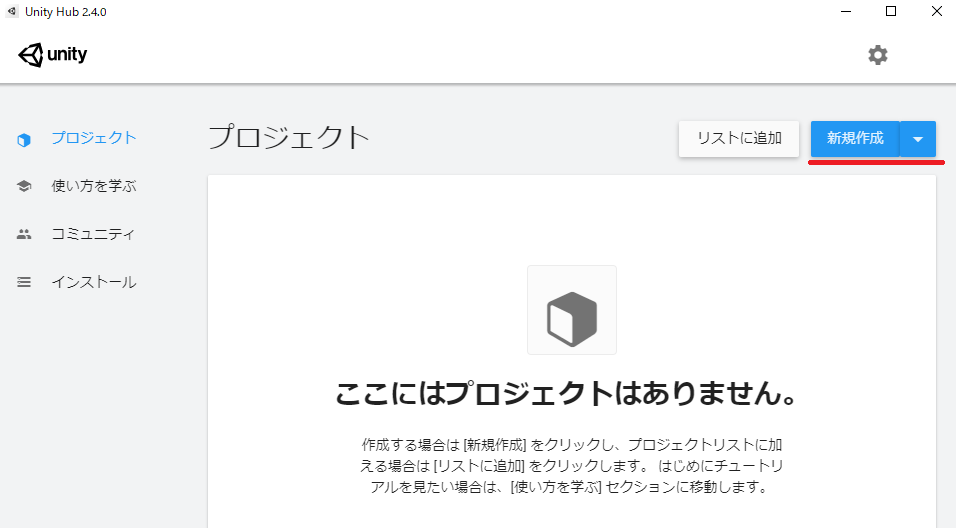 Unity Hub 2.4.0
unity
プロジェクト
使い方を学ぶ
コミュニティ
インストール
プロジェクト
リストに追加
新規作成
ここにはプロジェクトはありません。
作成する場合は [新規作成] をクリックし、プロジェクトリストに加
える場合は [リストに追加] をクリックします。 はじめにチュートリ
アルを見たい場合は、[使い方を学ぶ] セクションに移動します。